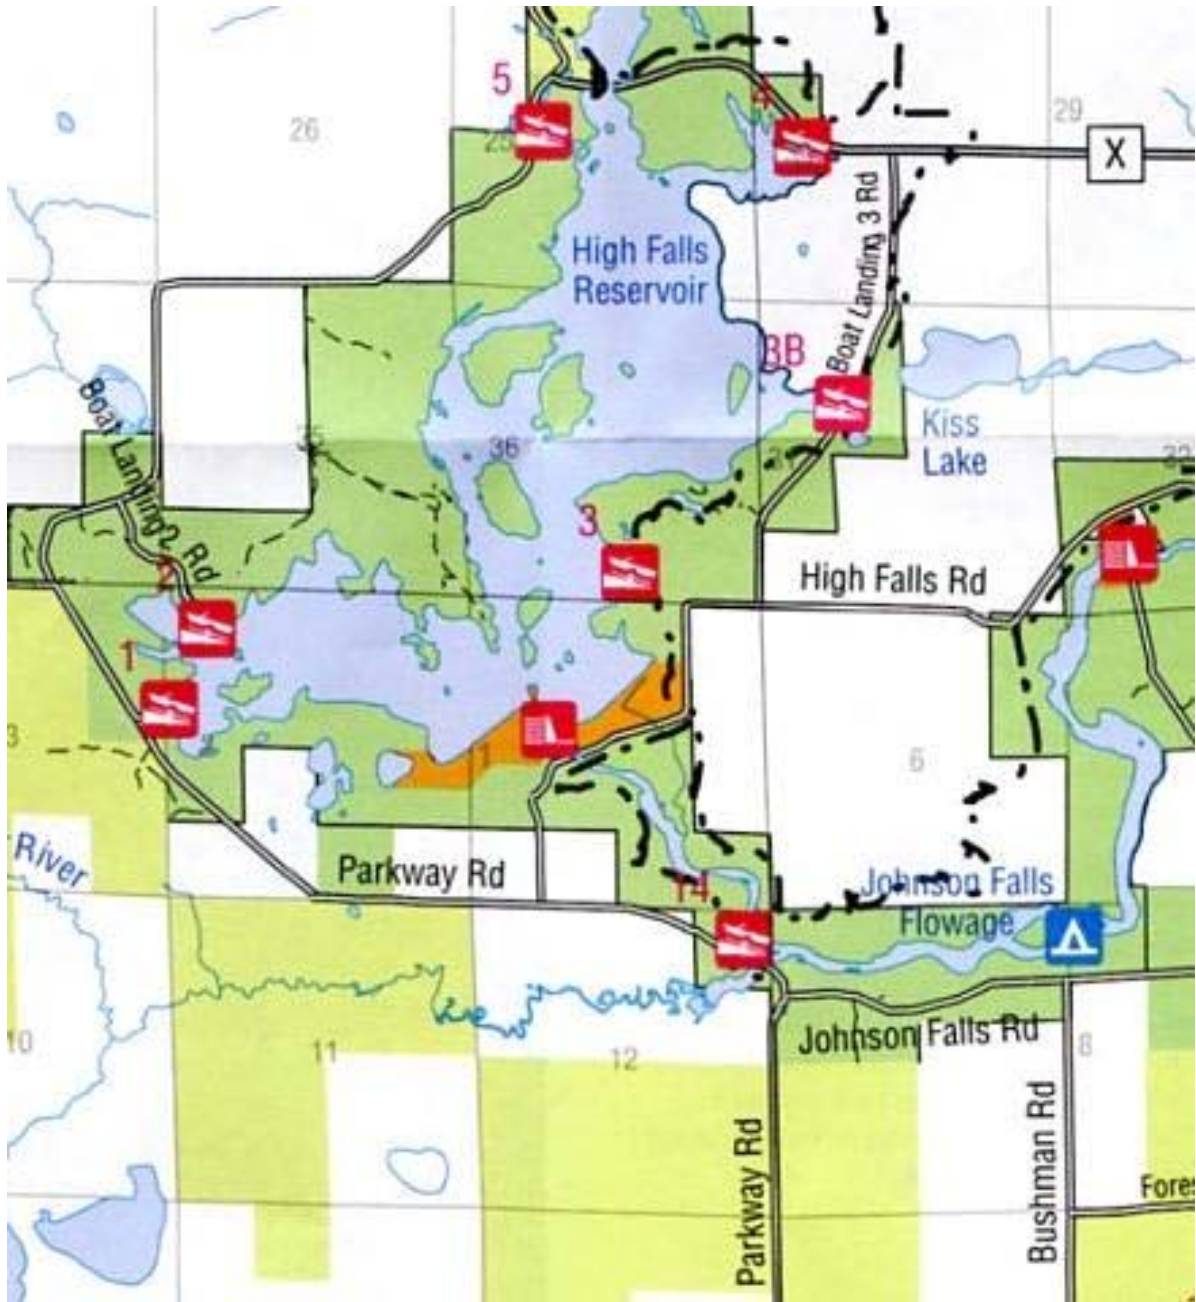 5
4
29
26
25
X
High Falls
Reservoir
Boat Landing 3 Rd
3B
Kiss
Lake
Boat Landing 2 Rd
36
3
High Falls Rd
2
1
3
6
River
Parkway Rd
14
Johnson Falls
Flowage
10
11
12
Johnson Falls Rd
8
Parkway Rd
Bushman Rd
Fores